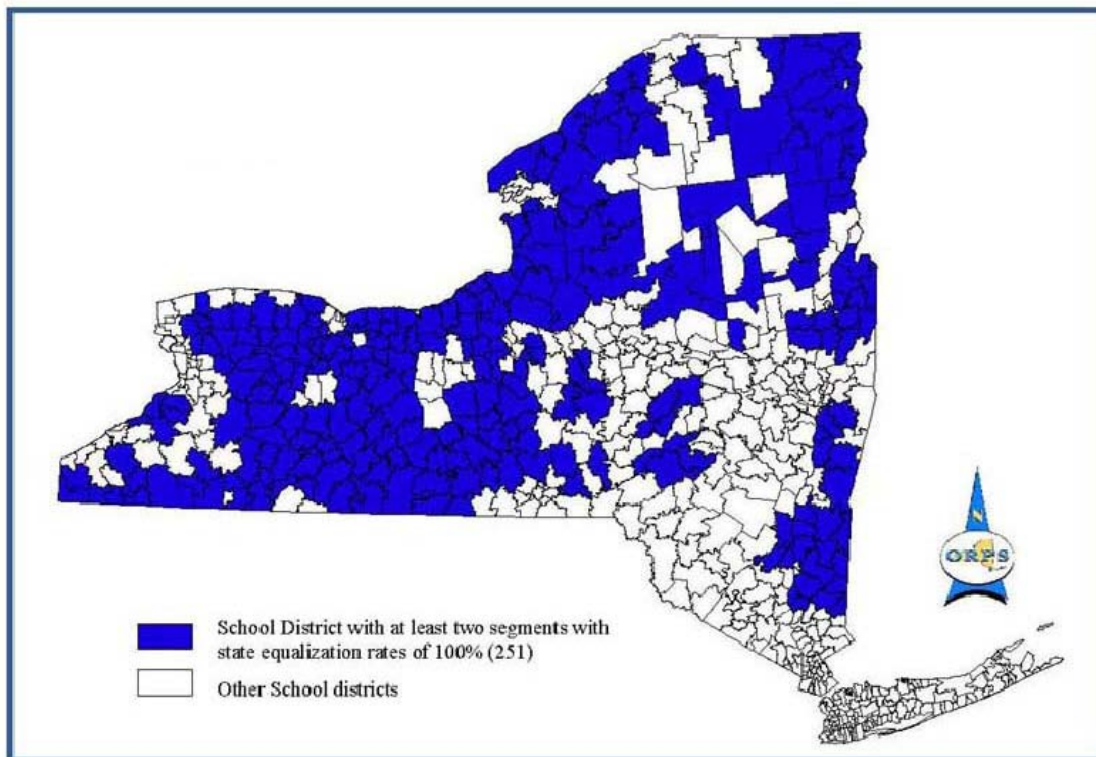 N
ORPS
School District with at least two segments with
state equalization rates of 100% (251)
Other School districts